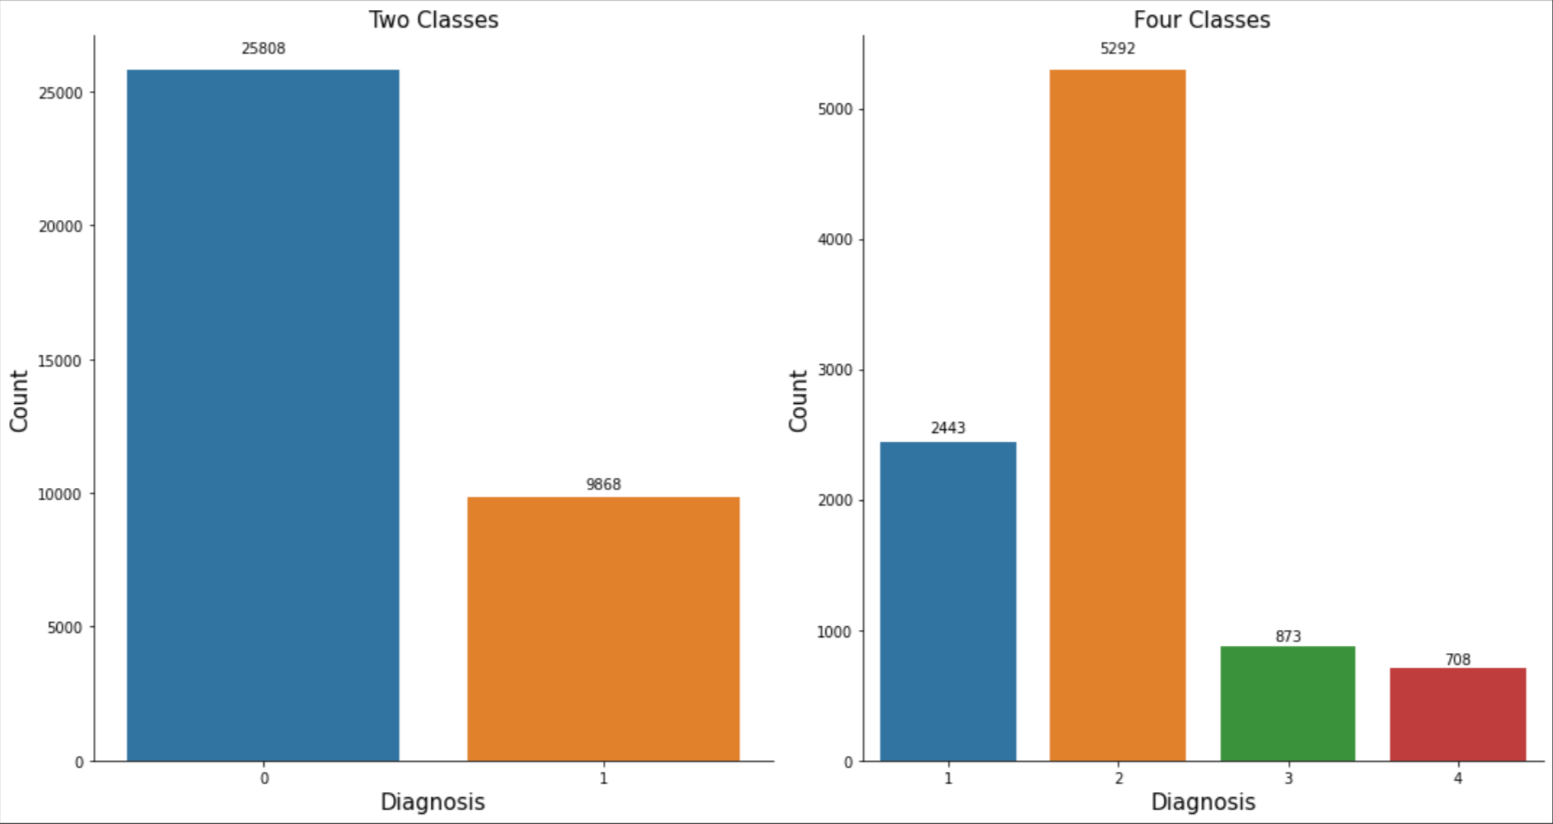 Two Classes
25808
25000
20000
15000
10000
5000
0
9868
0 1
Count
Diagnosis
Four Classes
5292
5000
4000
3000
2000
1000
0
2443
873
708
1 2 3 4
Count
Diagnosis